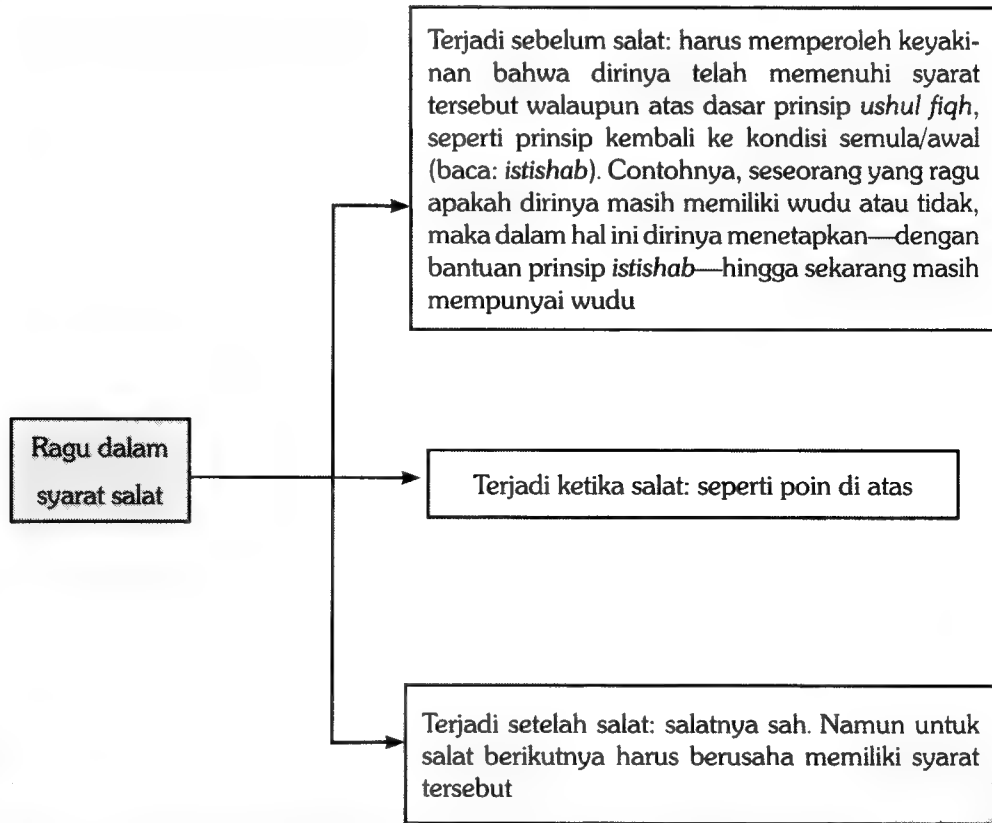 Terjadi sebelum salat: harus memperoleh keyaki-
nan bahwa dirinya telah memenuhi syarat
tersebut walaupun atas dasar prinsip ushul fiqh,
seperti prinsip kembali ke kondisi semula/awal
(baca: istishab). Contohnya, seseorang yang ragu
apakah dirinya masih memiliki wudu atau tidak,
maka dalam hal ini dirinya menetapkan—dengan
bantuan prinsip istishab—hingga sekarang masih
mempunyai wudu
Ragu dalam
syarat salat
Terjadi ketika salat: seperti poin di atas
Terjadi setelah salat: salatnya sah. Namun untuk
salat berikutnya harus berusaha memiliki syarat
tersebut